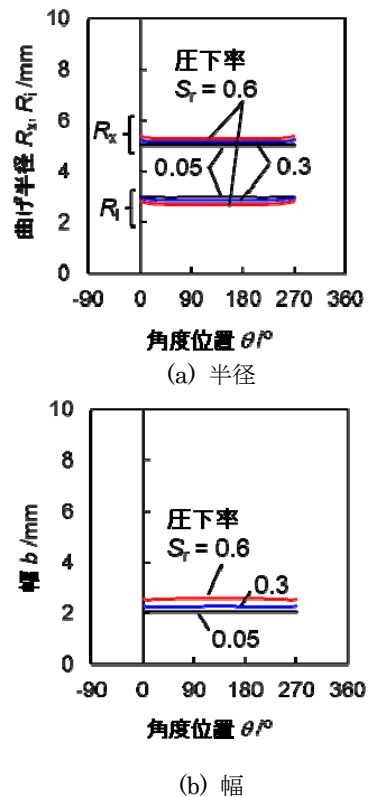 曲げ半径 Rx, Ri /mm
10
8
6
4
2
0
圧下率
Sr = 0.6
Rx
0.05
0.3
Ri
-90 0 90 180 270 360
角度位置 θ/°
(a) 半径
幅 b /mm
10
8
6
4
2
0
圧下率
Sr = 0.6
0.3
0.05
-90 0 90 180 270 360
角度位置 θ/°
(b) 幅